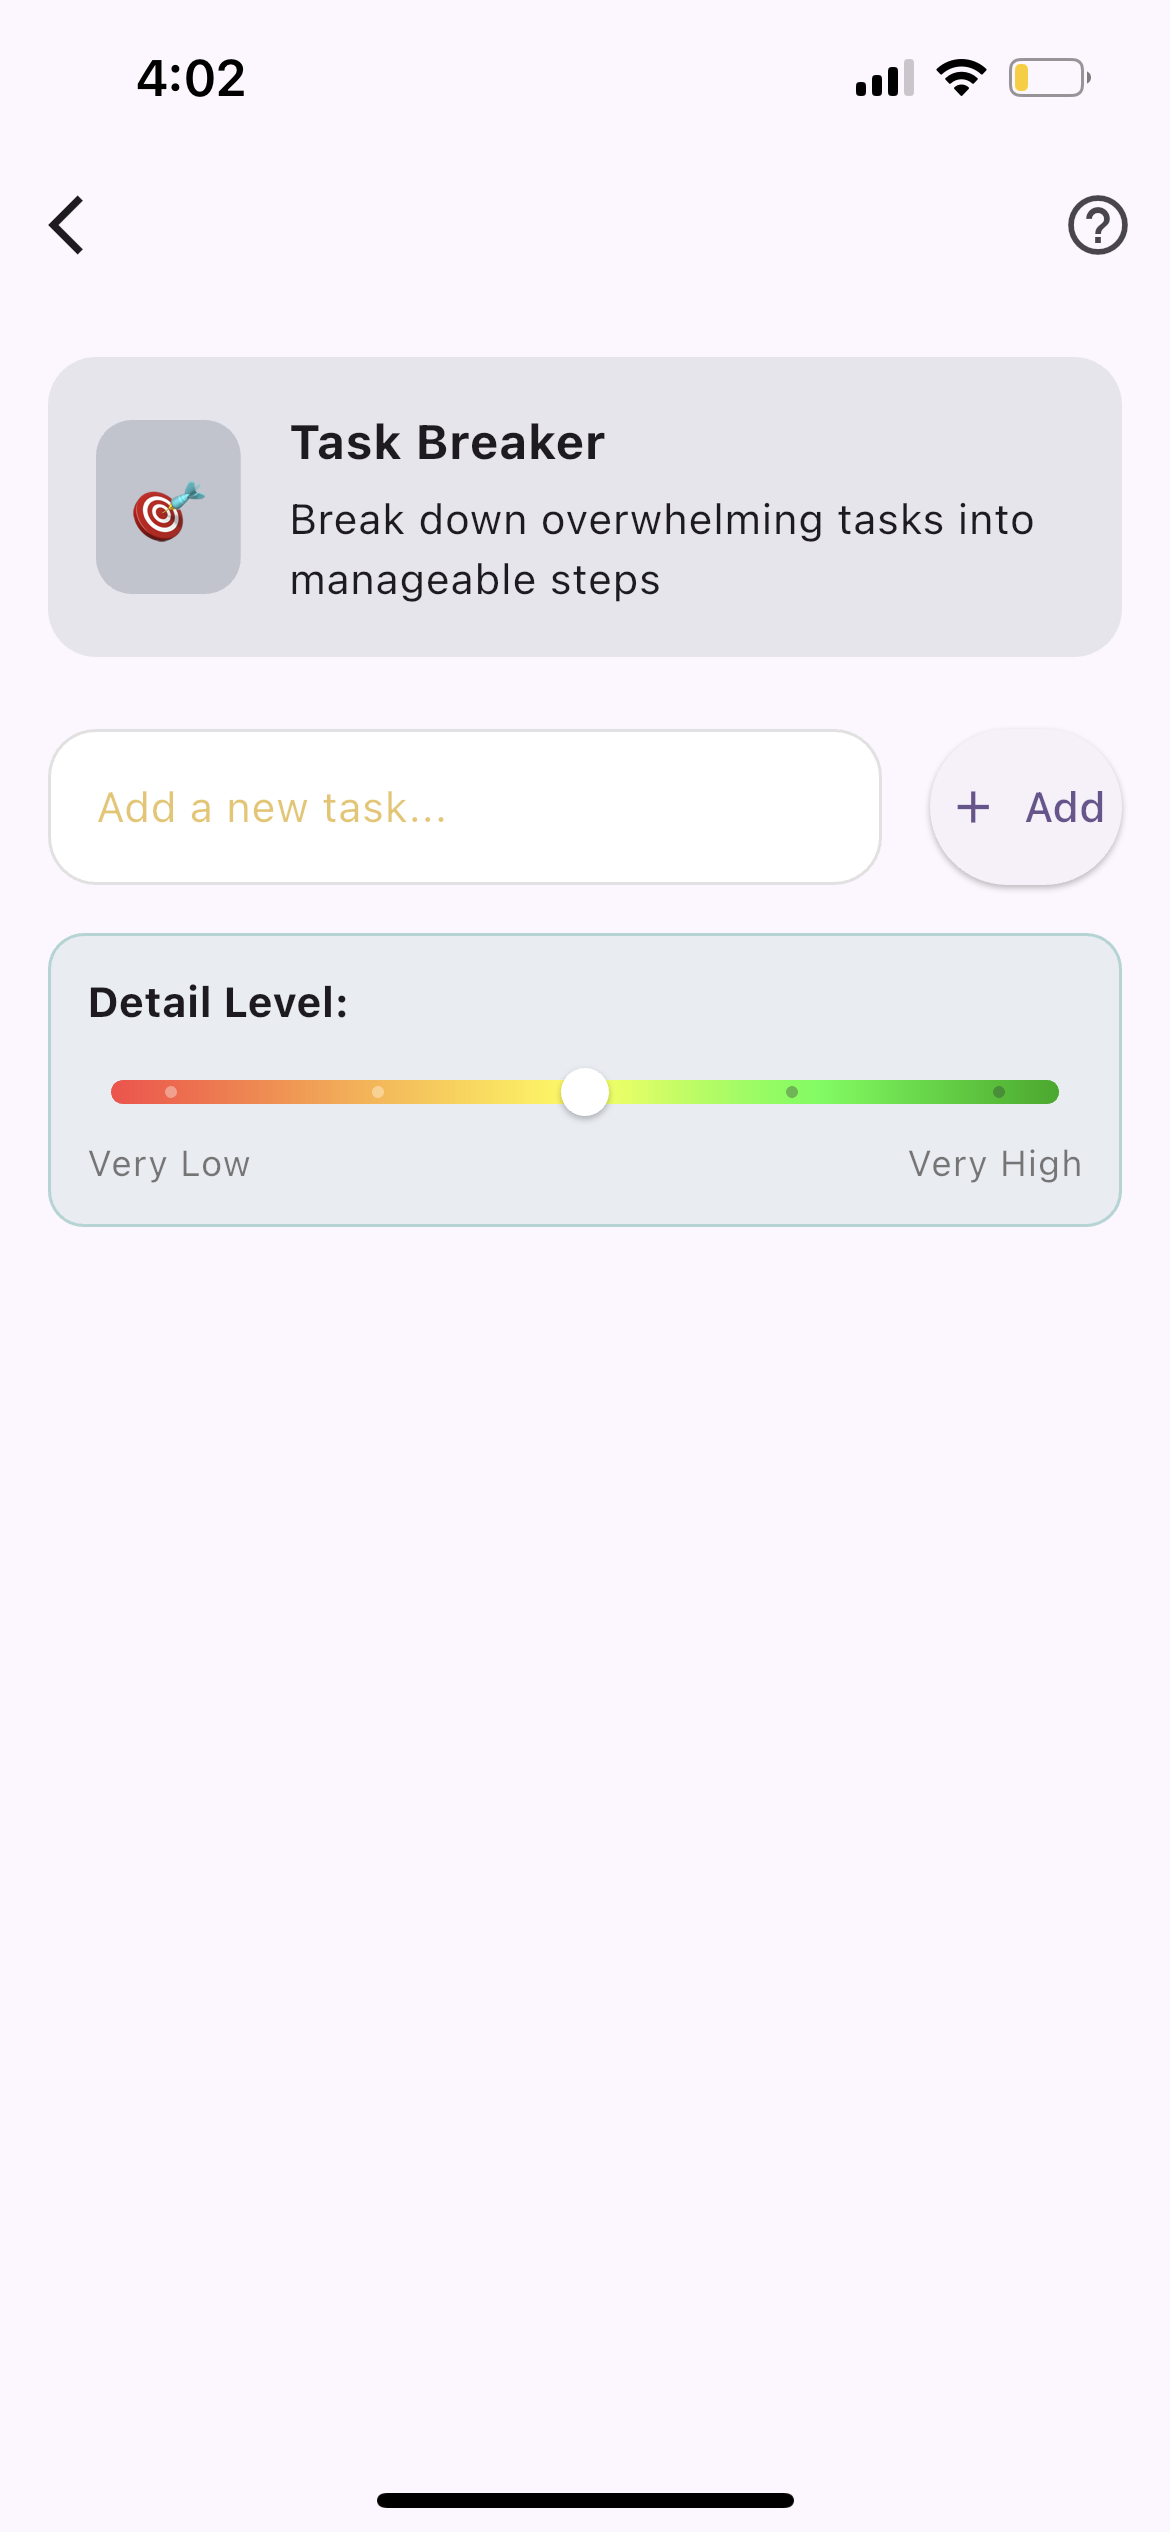 4:02
Task Breaker
Break down overwhelming tasks into
manageable steps
Add a new task...
+ Add
Detail Level:
Very Low
Very High